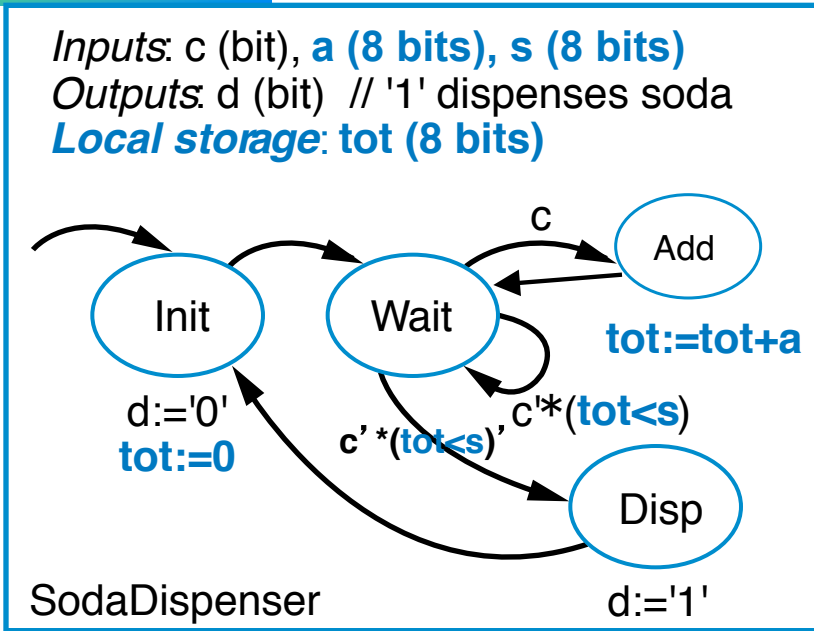 Inputs: c (bit), a (8 bits), s (8 bits)
Outputs: d (bit) // '1' dispenses soda
Local storage: tot (8 bits)
c
Add
Init
Wait
tot:=tot+a
d:='0'
c'*(tot<s)
tot:=0
c’ *(tot<s)’
Disp
SodaDispenser
d:='1'